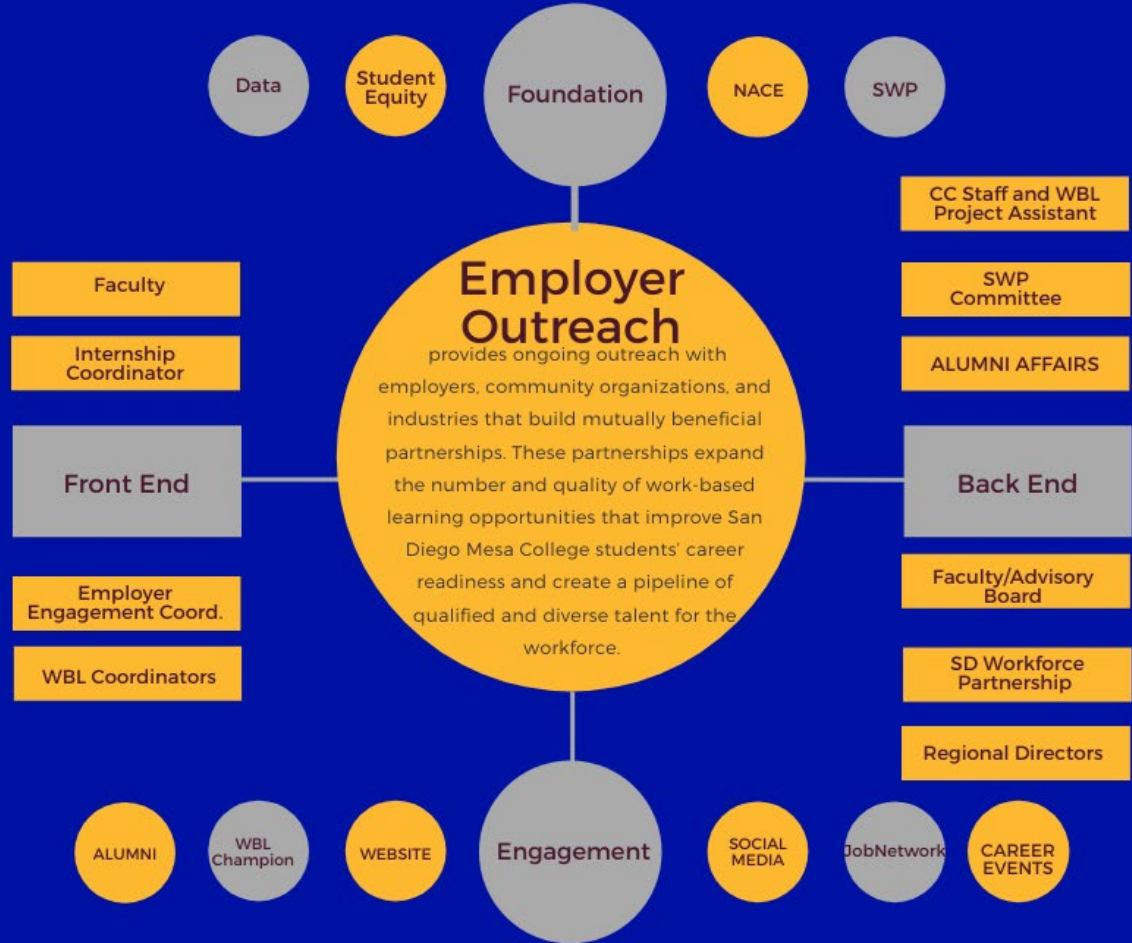 Data
Student
Equity
Foundation
NACE
SWP
CC Staff and WBL
Project Assistant
Faculty
SWP
Committee
Internship
Coordinator
ALUMNI AFFAIRS
Employer
Outreach
provides ongoing outreach with
employers, community organizations, and
industries that build mutually beneficial
partnerships. These partnerships expand
the number and quality of work-based
learning opportunities that improve San
Diego Mesa College students' career
readiness and create a pipeline of
qualified and diverse talent for the
workforce.
Front End
Back End
Employer
Engagement Coord.
WBL Coordinators
Faculty/Advisory
Board
SD Workforce
Partnership
Regional Directors
ALUMNI
WBL
Champion
WEBSITE
Engagement
SOCIAL
MEDIA
JobNetwork
CAREER
EVENTS